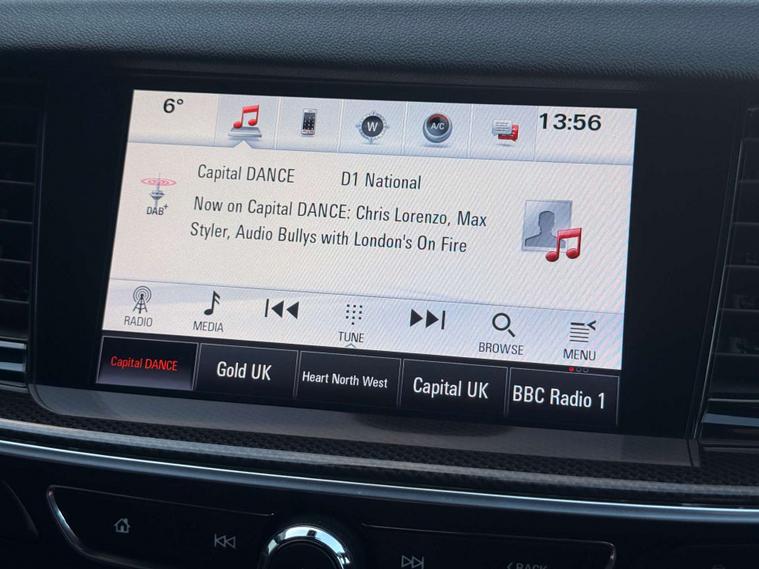 6° 13:56
W
A/C
Capital DANCE D1 National
DAB+
Now on Capital DANCE: Chris Lorenzo, Max
Styler, Audio Bullys with London's On Fire
RADIO MEDIA TUNE BROWSE MENU
Capital DANCE Gold UK Heart North West Capital UK BBC Radio 1
BACK